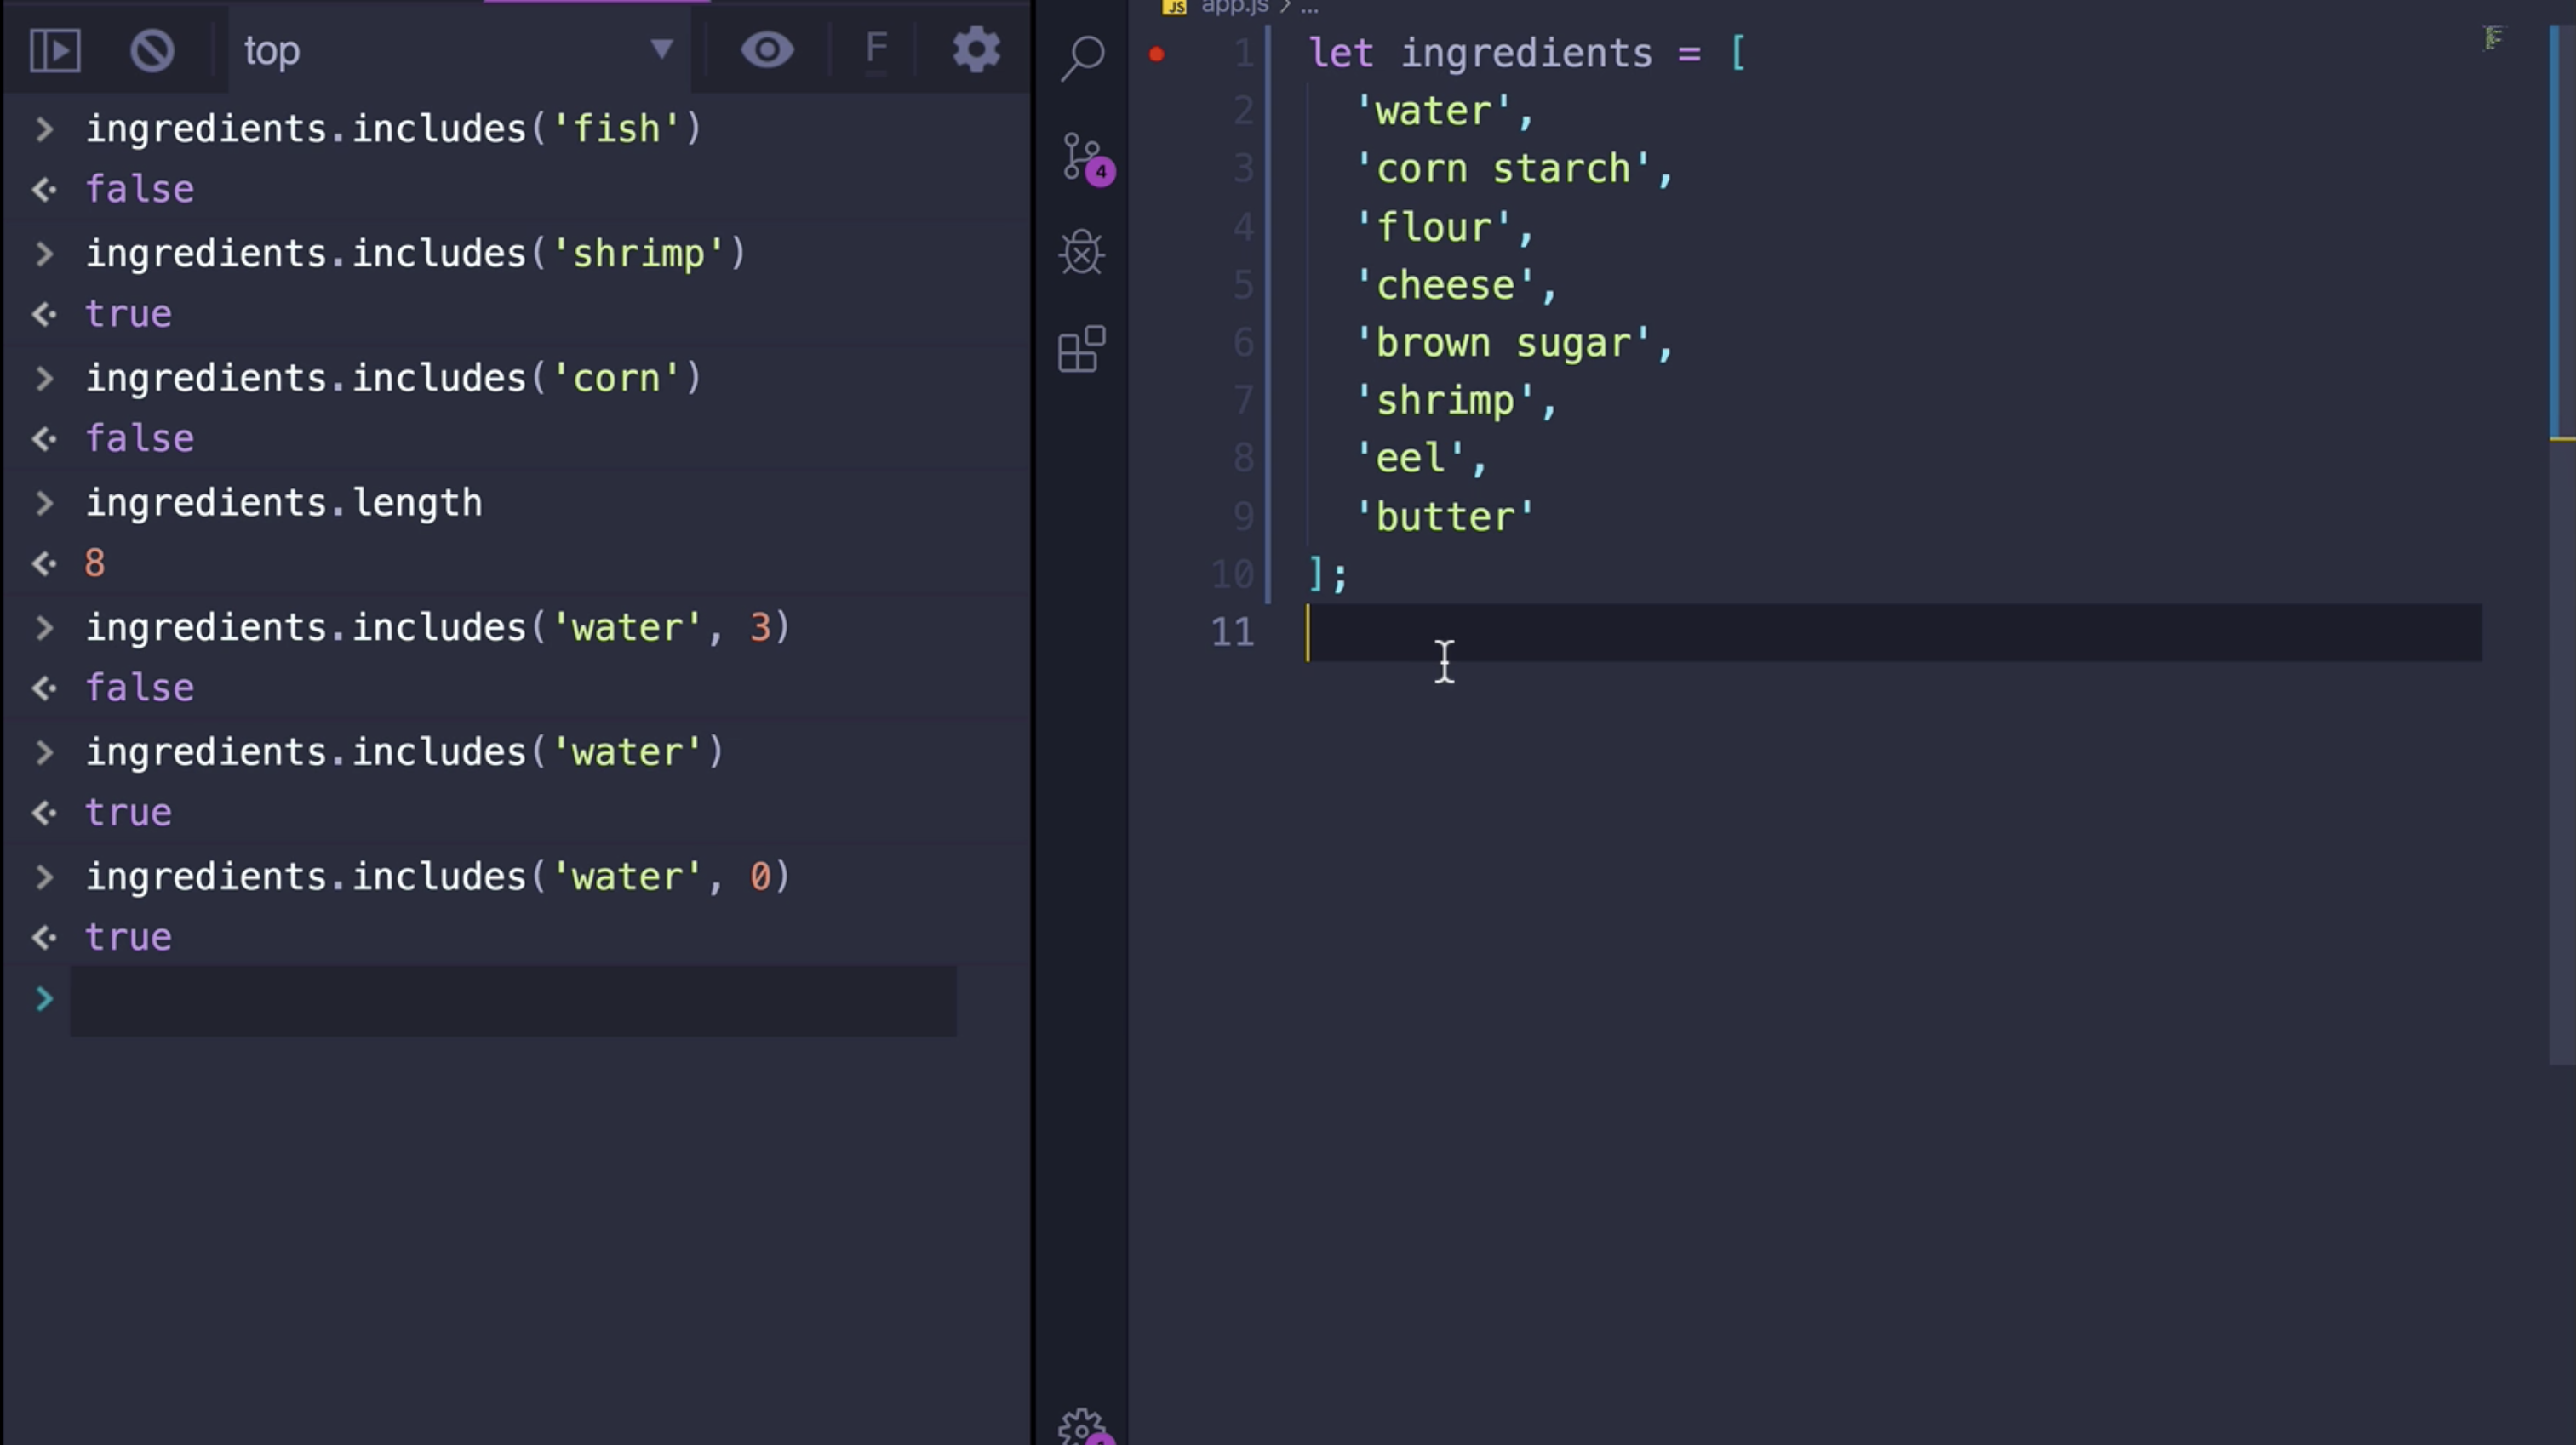 top
F
ingredients.includes('fish')
false
ingredients.includes('shrimp')
true
ingredients.includes('corn')
false
ingredients.length
8
ingredients.includes('water', 3)
false
ingredients.includes('water')
true
ingredients.includes('water', 0)
true
4
JS app.js > ...
1 let ingredients = [
2 'water',
3 'corn starch',
4 'flour',
5 'cheese',
6 'brown sugar',
7 'shrimp',
8 'eel',
9 'butter'
10 ];
11